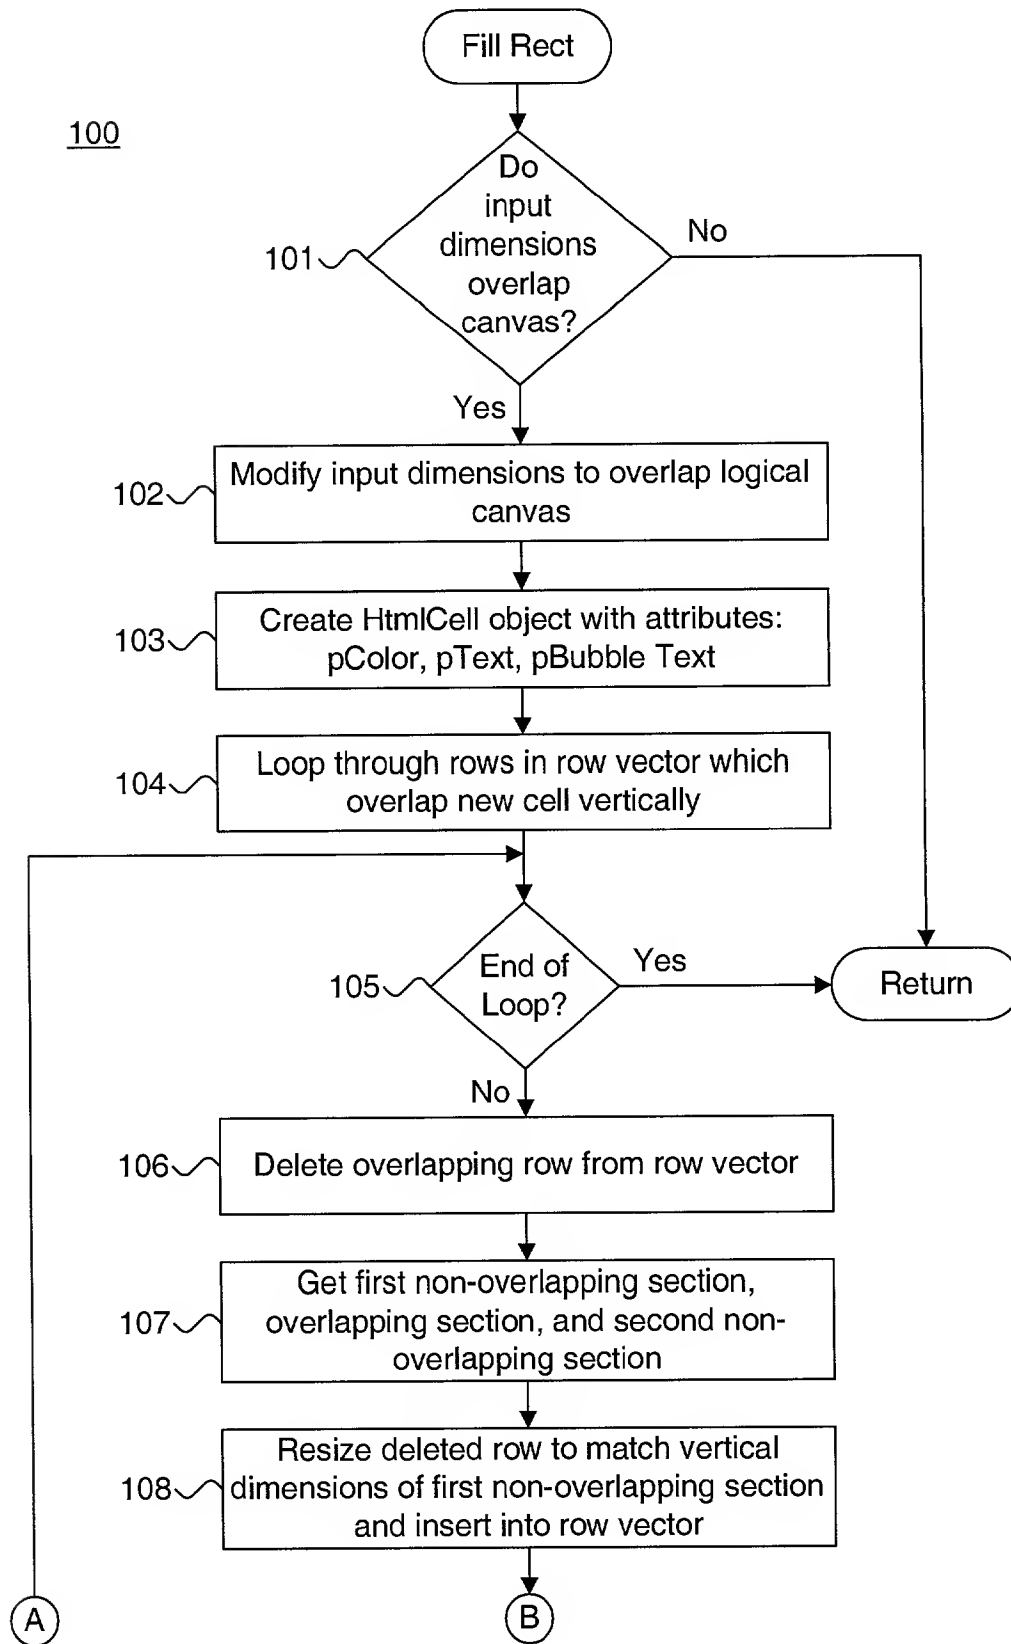 Fill Rect
100
Do
input
dimensions
overlap
canvas?
No
101
Yes
Modify input dimensions to overlap logical
canvas
102
Create HtmlCell object with attributes:
pColor, pText, pBubble Text
103
Loop through rows in row vector which
overlap new cell vertically
104
End of
Loop?
Yes
105
Return
No
Delete overlapping row from row vector
106
Get first non-overlapping section,
overlapping section, and second non-
overlapping section
107
Resize deleted row to match vertical
dimensions of first non-overlapping section
and insert into row vector
108
A
B